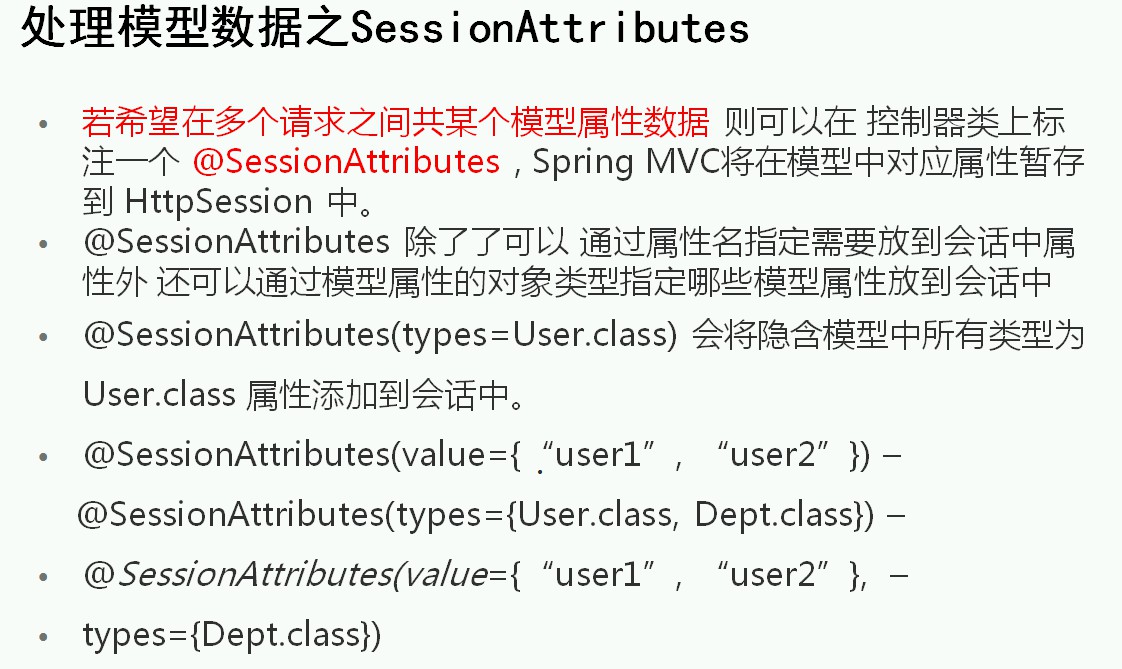 处理模型数据之SessionAttributes
• 若希望在多个请求之间共某个模型属性数据 则可以在 控制器类上标
注一个 @SessionAttributes , Spring MVC将在模型中对应属性暂存
到 HttpSession 中。
• @SessionAttributes 除了了可以 通过属性名指定需要放到会话中属
性外 还可以通过模型属性的对象类型指定哪些模型属性放到会话中
• @SessionAttributes(types=User.class) 会将隐含模型中所有类型为
User.class 属性添加到会话中。
• @SessionAttributes(value={ “user1” , “user2” }) –
@SessionAttributes(types={User.class, Dept.class}) –
• @SessionAttributes(value={ “user1” , “user2” }, –
• types={Dept.class})